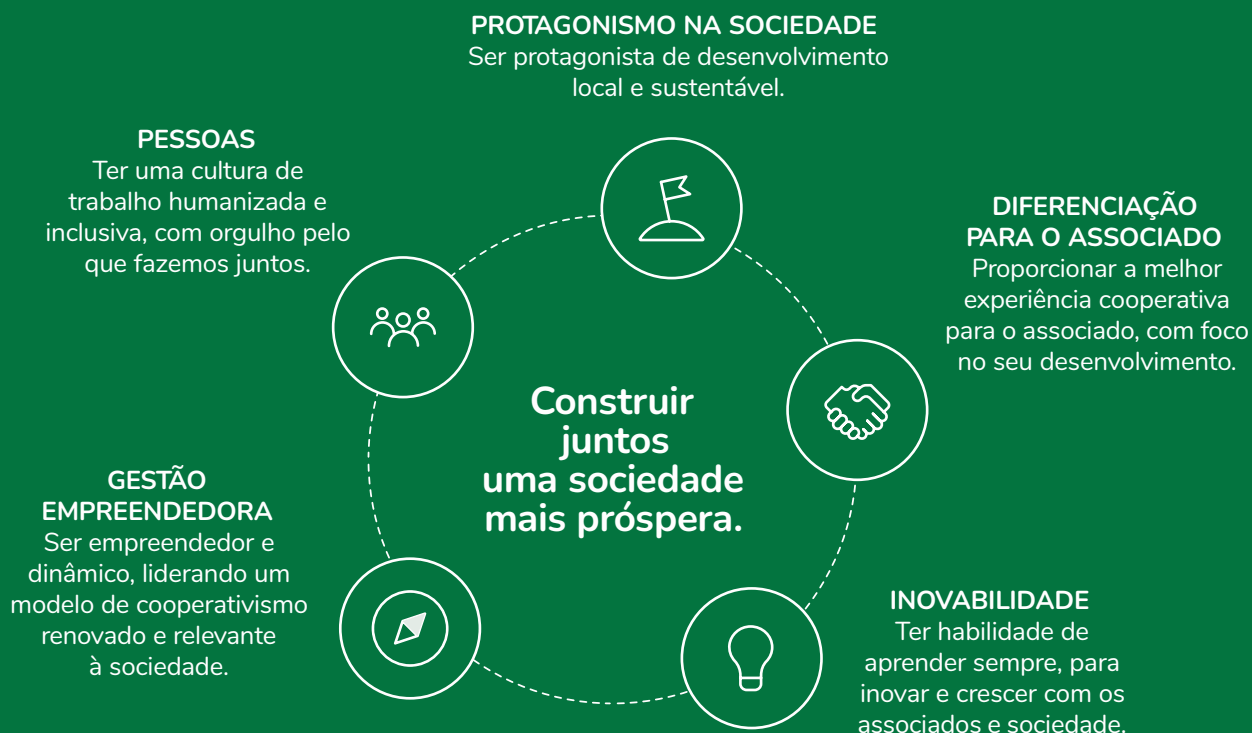 PROTAGONISMO NA SOCIEDADE
Ser protagonista de desenvolvimento
local e sustentável.
PESSOAS
Ter uma cultura de
trabalho humanizada e
inclusiva, com orgulho pelo
que fazemos juntos.
DIFERENCIAÇÃO
PARA O ASSOCIADO
Proporcionar a melhor
experiência cooperativa
para o associado, com foco
no seu desenvolvimento.
Construir
juntos
uma sociedade
mais próspera.
GESTÃO
EMPREENDEDORA
Ser empreendedor e
dinâmico, liderando um
modelo de cooperativismo
renovado e relevante
à sociedade.
INOVABILIDADE
Ter habilidade de
aprender sempre, para
inovar e crescer com os
associados e sociedade.